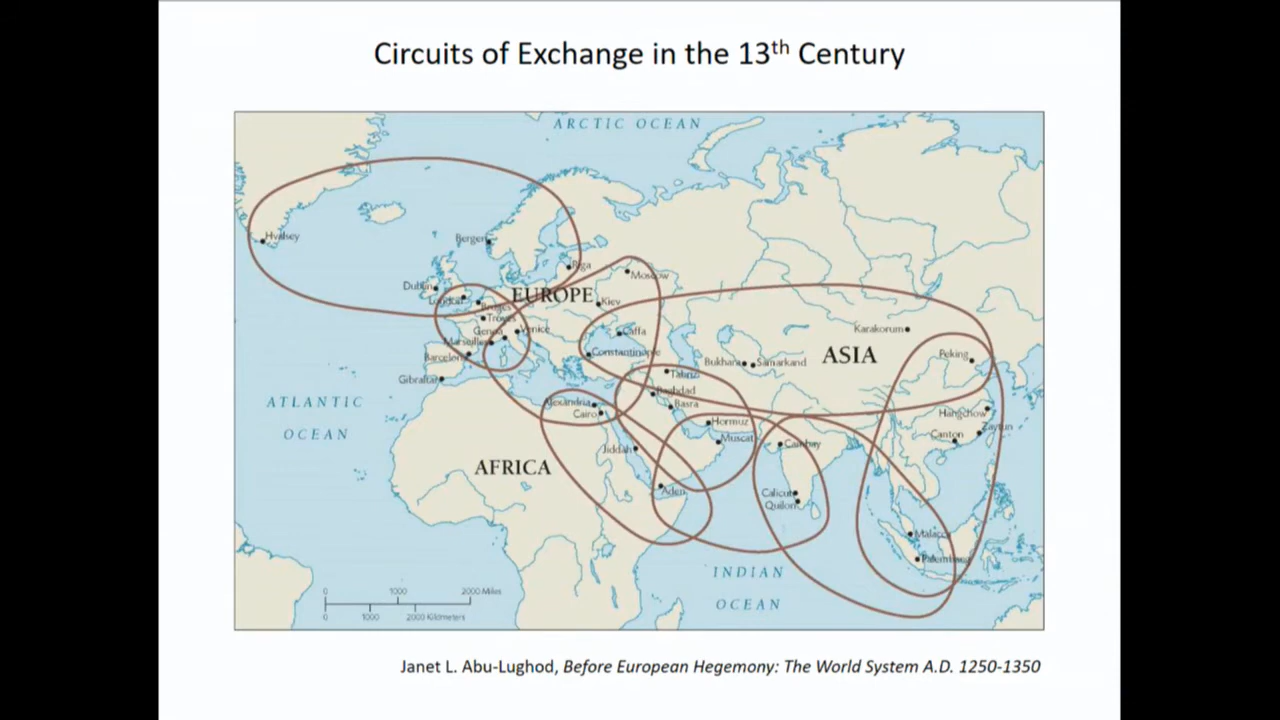 Circuits of Exchange in the 13th Century
ARCTIC OCEAN
Hvalsey
Bergen
Riga
Moscow
Dublin
London
EUROPE
Kiev
Bruges
Troyes
Genoa
Venice
Caffa
Karakorum
Marseilles
ASIA
Peking
Barcelona
Constantinople
Bukhara
Samarkand
Gibraltar
Tabriz
Baghdad
ATLANTIC
OCEAN
Alexandria
Cairo
Basra
Hangchow
Zaytun
Hormuz
Muscat
Canton
Jiddah
Cambay
AFRICA
Aden
Calicut
Quilon
Malacca
Palembang
INDIAN
OCEAN
0 1000 2000 Miles
0 1000 2000 Kilometers
Janet L. Abu-Lughod, Before European Hegemony: The World System A.D. 1250-1350